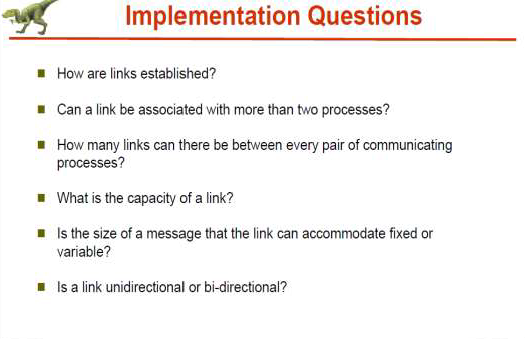 Implementation Questions
How are links established?
Can a link be associated with more than two processes?
How many links can there be between every pair of communicating
processes?
What is the capacity of a link?
Is the size of a message that the link can accommodate fixed or
variable?
Is a link unidirectional or bi-directional?